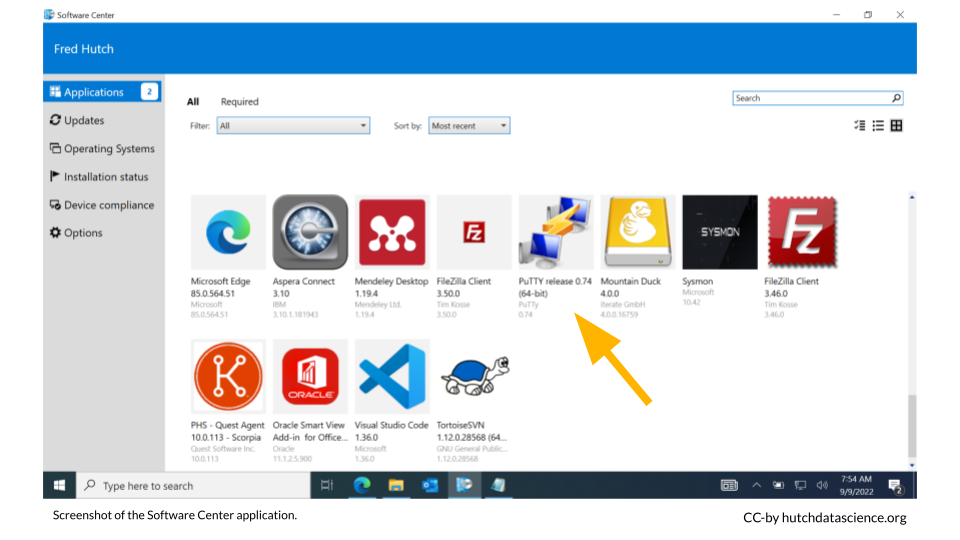 Software Center
Fred Hutch
Applications 2
Updates
Operating Systems
Installation status
Device compliance
Options
All Required
Search
Filter: All Sort by: Most recent
SYSMON
Fz
Fz
Microsoft Edge
85.0.564.51
Microsoft
85.0.564.51
Aspera Connect
3.10
IBM
3.10.1.181943
Mendeley Desktop
1.19.4
Mendeley Ltd.
1.19.4
FileZilla Client
3.50.0
Tim Kosse
3.50.0
PuTTY release 0.74
(64-bit)
PuTTy
0.74
Mountain Duck
4.0.0
iterate GmbH
4.0.0.16759
Sysmon
Microsoft
10.42
FileZilla Client
3.46.0
Tim Kosse
3.46.0
K
ORACLE
PHS - Quest Agent
10.0.113 - Scorpia
Quest Software Inc.
10.0.113
Oracle Smart View
Add-in for Office...
Oracle
11.1.2.5.900
Visual Studio Code
1.36.0
Microsoft
1.36.0
TortoiseSVN
1.12.0.28568 (64...
GNU General Public...
1.12.0.28568
Type here to search
7:54 AM
9/9/2022
2
Screenshot of the Software Center application.
CC-by hutchdatascience.org